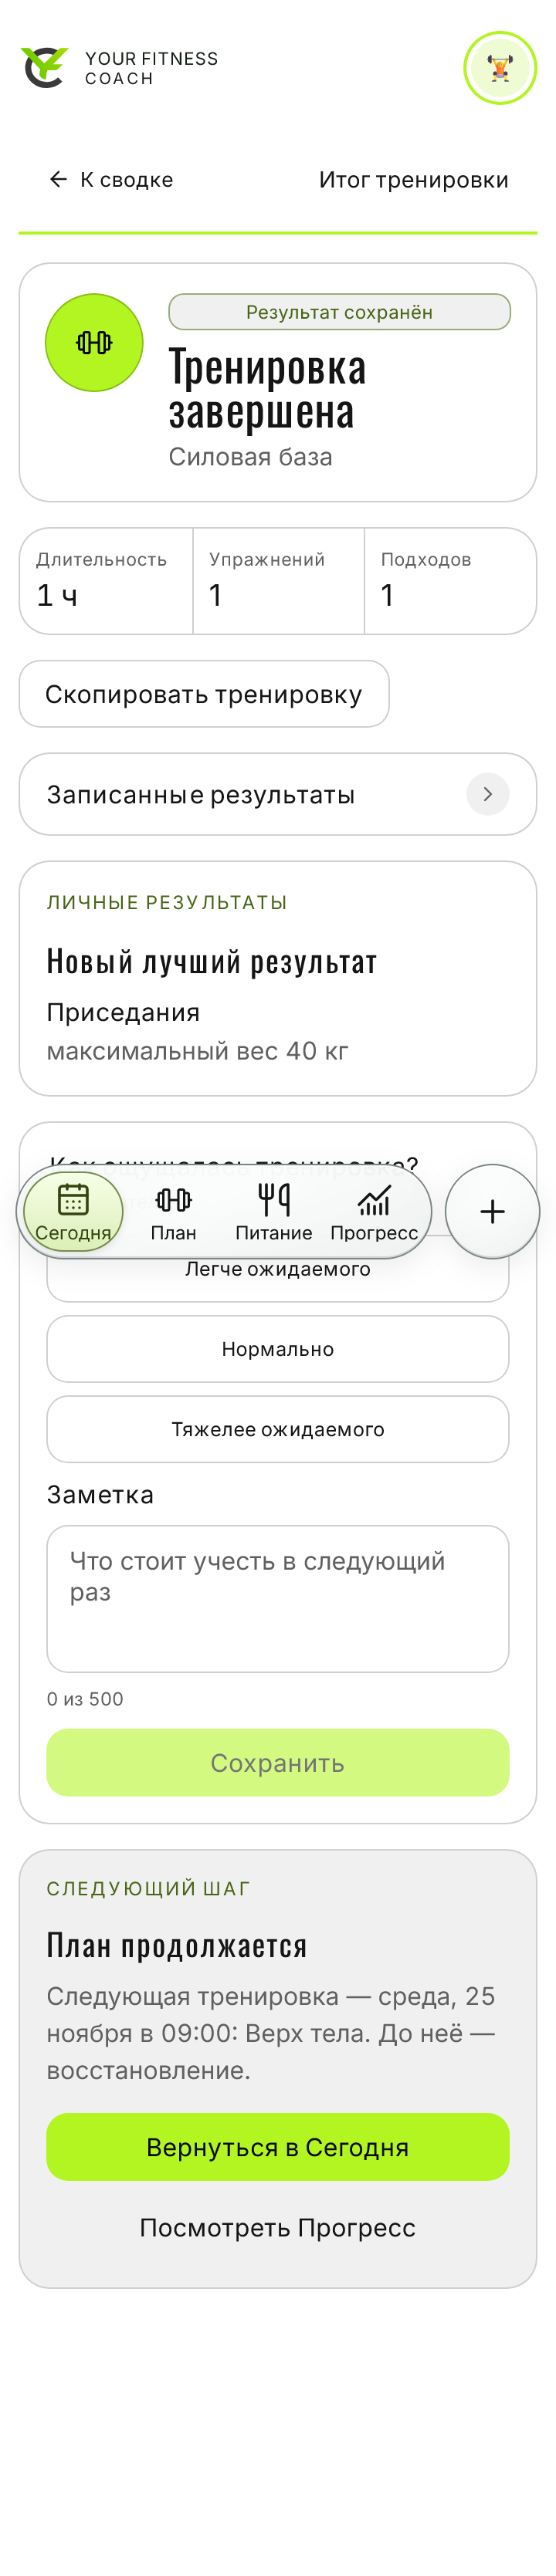 YOUR FITNESS
COACH
К сводке
Итог тренировки
Результат сохранён
Тренировка
завершена
Силовая база
Длительность
1 ч
Упражнений
1
Подходов
1
Скопировать тренировку
Записанные результаты
ЛИЧНЫЕ РЕЗУЛЬТАТЫ
Новый лучший результат
Приседания
максимальный вес 40 кг
Как ощущалась тренировка?
Сегодня
План
Питание
Прогресс
Легче ожидаемого
Нормально
Тяжелее ожидаемого
Заметка
Что стоит учесть в следующий
раз
0 из 500
Сохранить
СЛЕДУЮЩИЙ ШАГ
План продолжается
Следующая тренировка — среда, 25
ноября в 09:00: Верх тела. До неё —
восстановление.
Вернуться в Сегодня
Посмотреть Прогресс